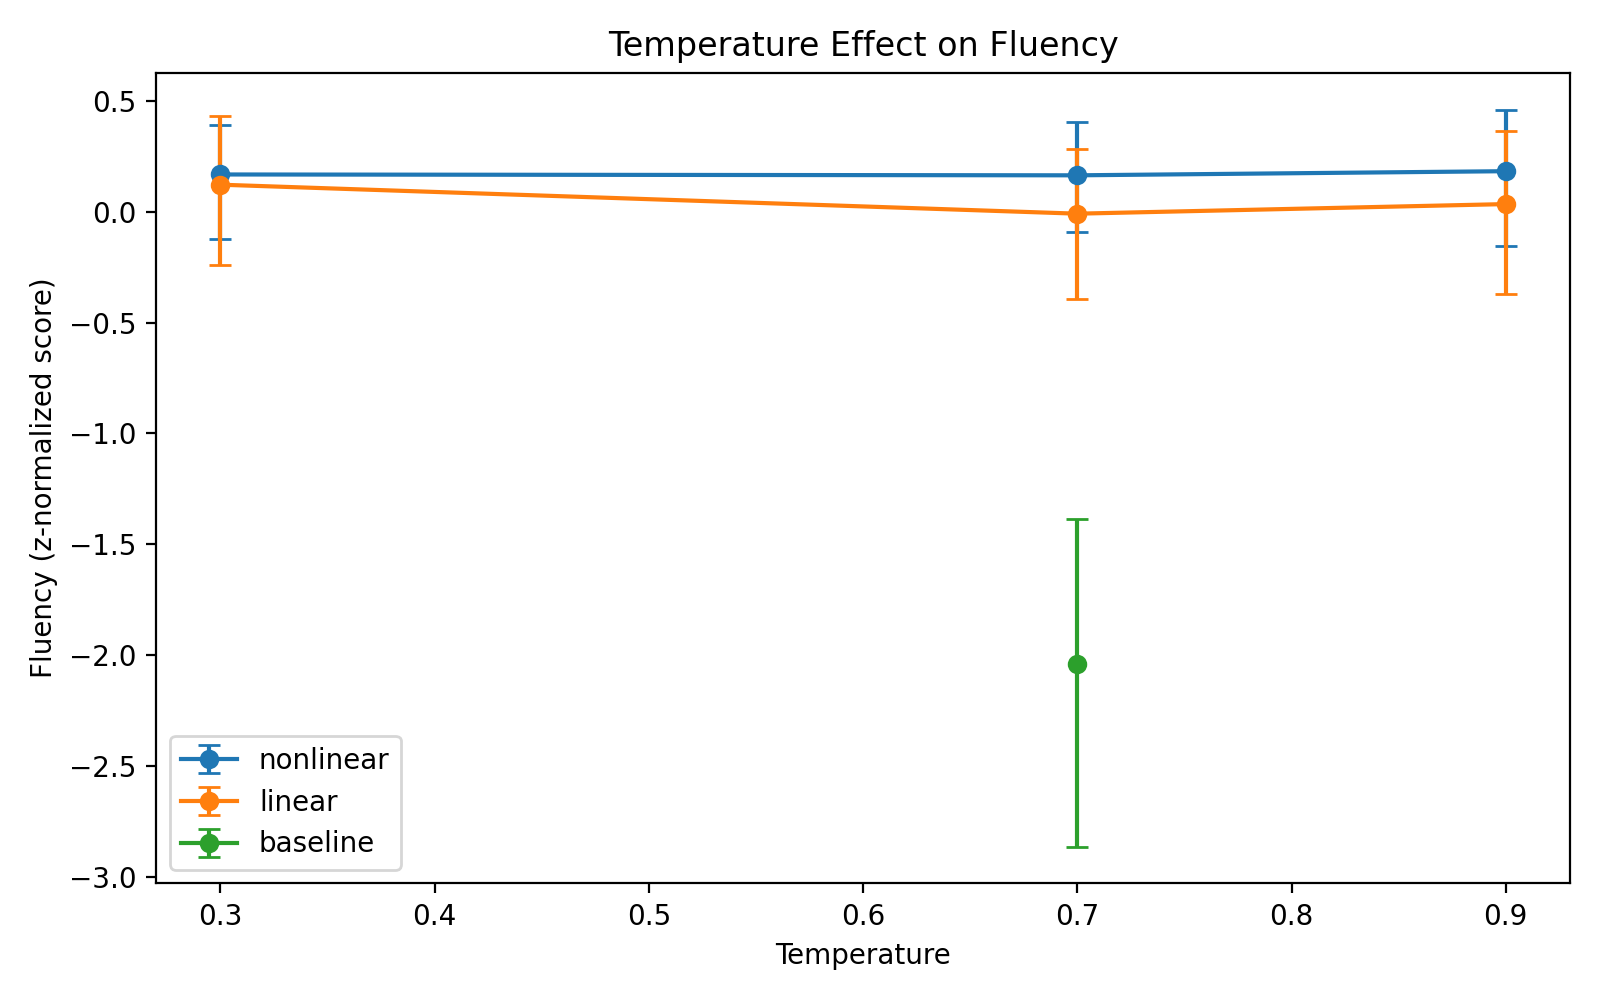 Temperature Effect on Fluency
Fluency (z-normalized score)
0.5
0.0
−0.5
−1.0
−1.5
−2.0
−2.5
−3.0
nonlinear
linear
baseline
0.3 0.4 0.5 0.6 0.7 0.8 0.9
Temperature